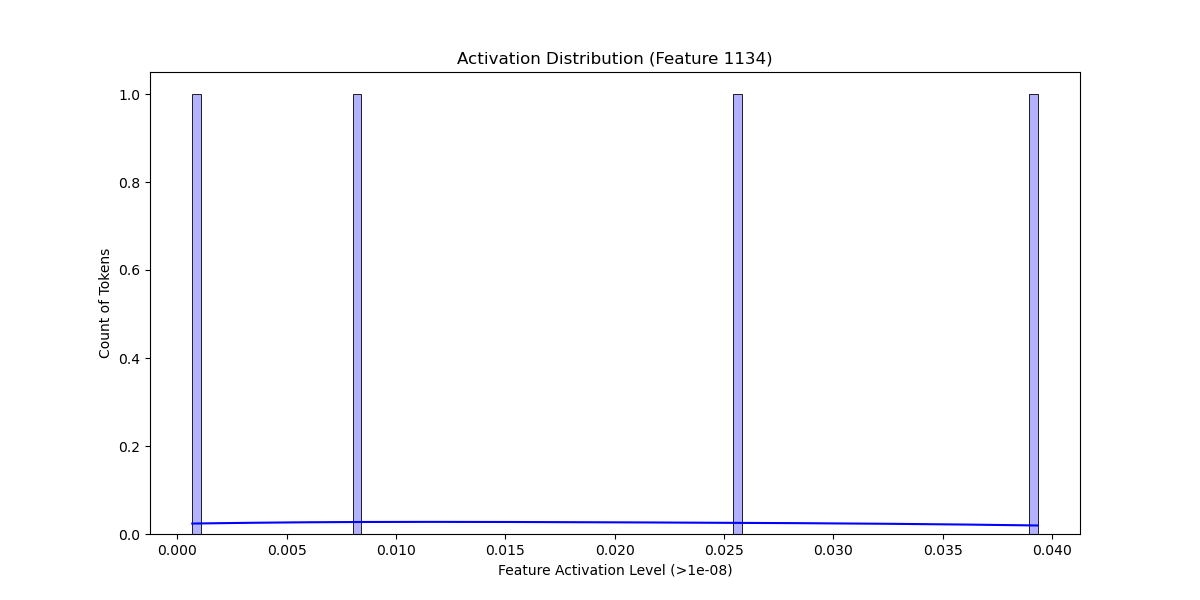 Activation Distribution (Feature 1134)
1.0
0.8
0.6
0.4
0.2
0.0
Count of Tokens
0.000 0.005 0.010 0.015 0.020 0.025 0.030 0.035 0.040
Feature Activation Level (>1e-08)